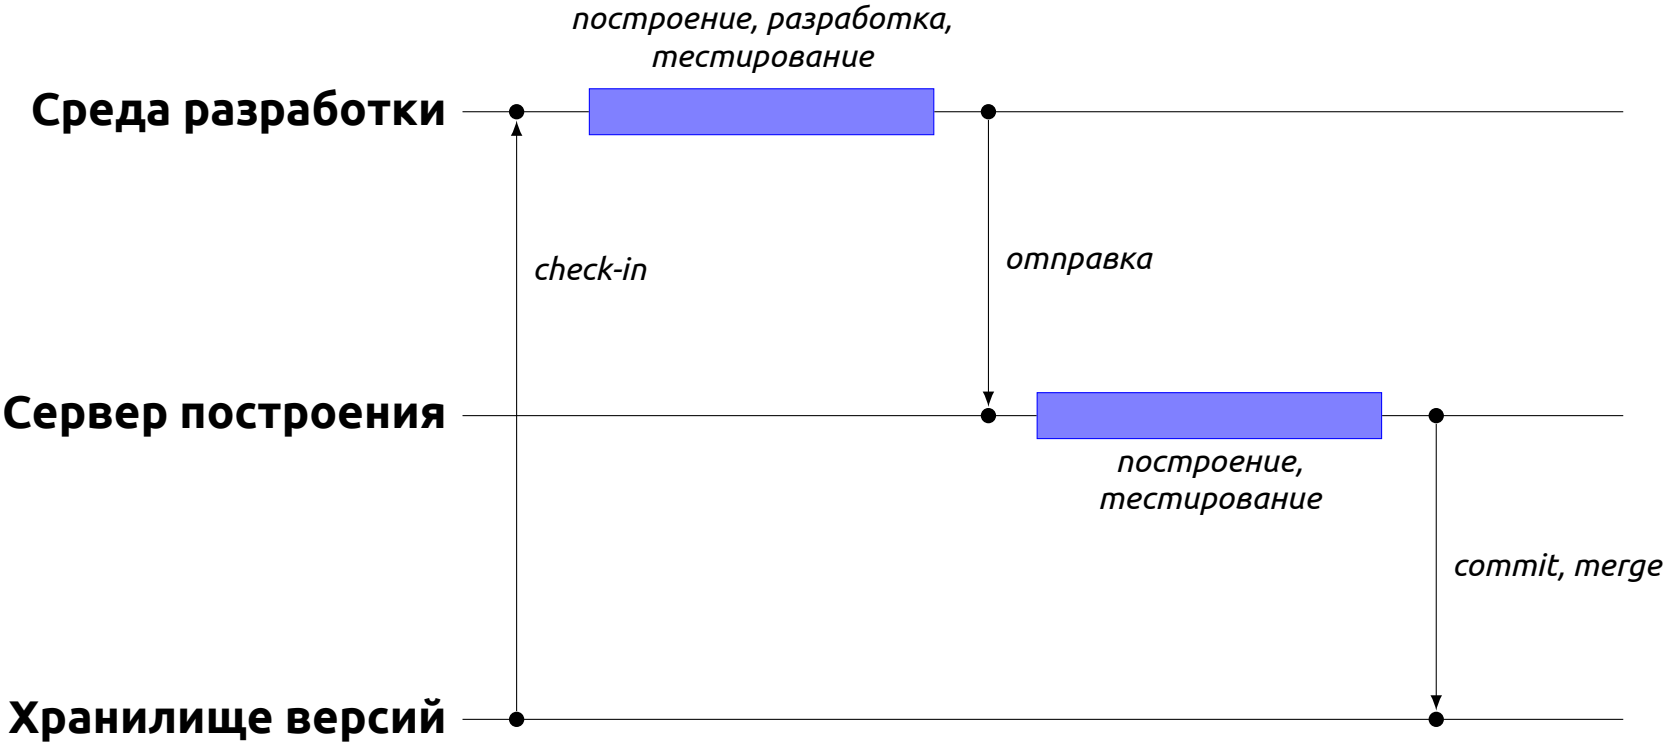 построение, разработка,
тестирование
Среда разработки
check-in
отправка
Сервер построения
построение,
тестирование
commit, merge
Хранилище версий